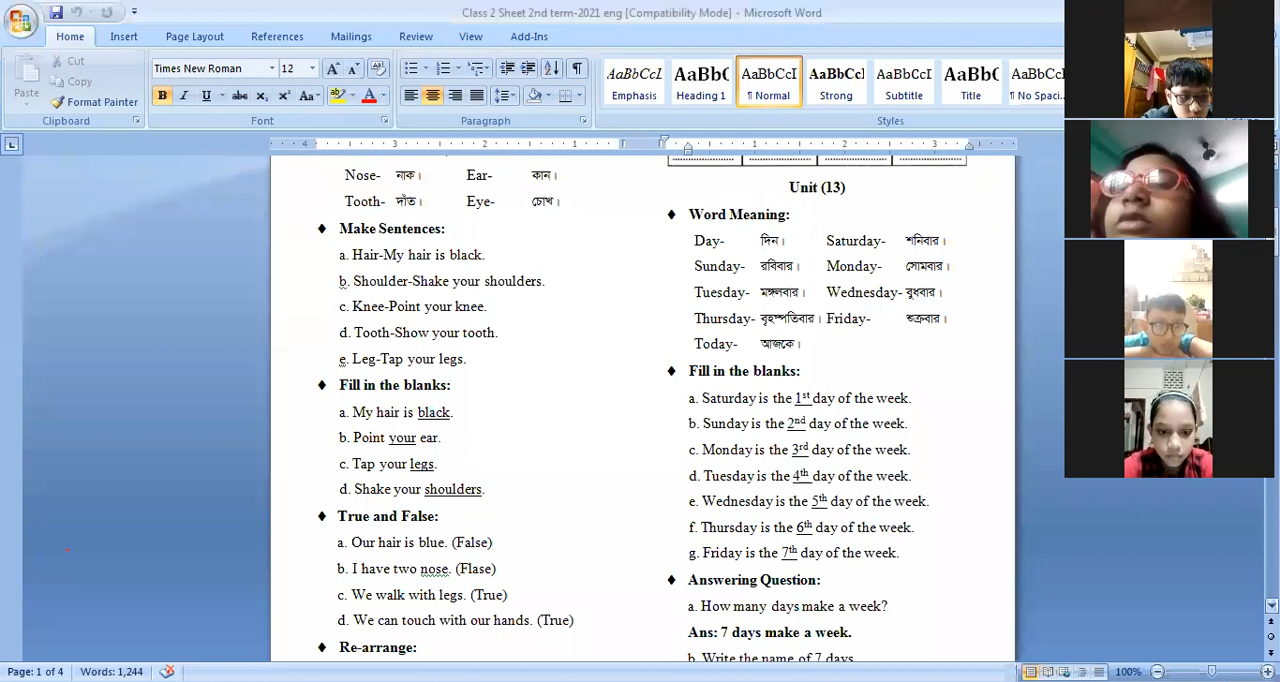 Class 2 Sheet 2nd term-2021 eng [Compatibility Mode] - Microsoft Word
Home Insert Page Layout References Mailings Review View Add-Ins
Paste
Cut
Copy
Format Painter
Clipboard
Times New Roman 12
Font
Paragraph
AaBbCcI Emphasis
AaBbC Heading 1
AaBbCcI ¶ Normal
AaBbCcI Strong
AaBbCcI Subtitle
AaBbC Title
AaBbCcI ¶ No Spaci...
Styles
4 3 2 1 1 2 3
Nose- নাক। Ear- কান।
Tooth- দাঁত। Eye- চোখ।
Make Sentences:
a. Hair-My hair is black.
b. Shoulder-Shake your shoulders.
c. Knee-Point your knee.
d. Tooth-Show your tooth.
e. Leg-Tap your legs.
Fill in the blanks:
a. My hair is black.
b. Point your ear.
c. Tap your legs.
d. Shake your shoulders.
True and False:
a. Our hair is blue. (False)
b. I have two nose. (Flase)
c. We walk with legs. (True)
d. We can touch with our hands. (True)
Re-arrange:
Unit (13)
Word Meaning:
Day- দিন। Saturday- শনিবার।
Sunday- রবিবার। Monday- সোমবার।
Tuesday- মঙ্গলবার। Wednesday- বুধবার।
Thursday- বৃহস্পতিবার। Friday- শুক্রবার।
Today- আজকে।
Fill in the blanks:
a. Saturday is the 1st day of the week.
b. Sunday is the 2nd day of the week.
c. Monday is the 3rd day of the week.
d. Tuesday is the 4th day of the week.
e. Wednesday is the 5th day of the week.
f. Thursday is the 6th day of the week.
g. Friday is the 7th day of the week.
Answering Question:
a. How many days make a week?
Ans: 7 days make a week.
b. Write the name of 7 days.
Page: 1 of 4 Words: 1,244 100%